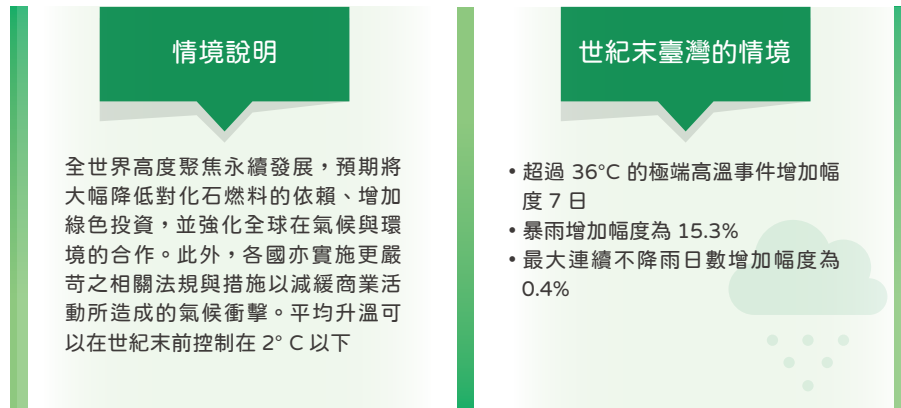 情境說明
全世界高度聚焦永續發展，預期將
大幅降低對化石燃料的依賴、增加
綠色投資，並強化全球在氣候與環
境的合作。此外，各國亦實施更嚴
苛之相關法規與措施以減緩商業活
動所造成的氣候衝擊。平均升溫可
以在世紀末前控制在 2° C 以下
世紀末臺灣的情境
• 超過 36°C 的極端高溫事件增加幅
度 7 日
• 暴雨增加幅度為 15.3%
• 最大連續不降雨日數增加幅度為
0.4%